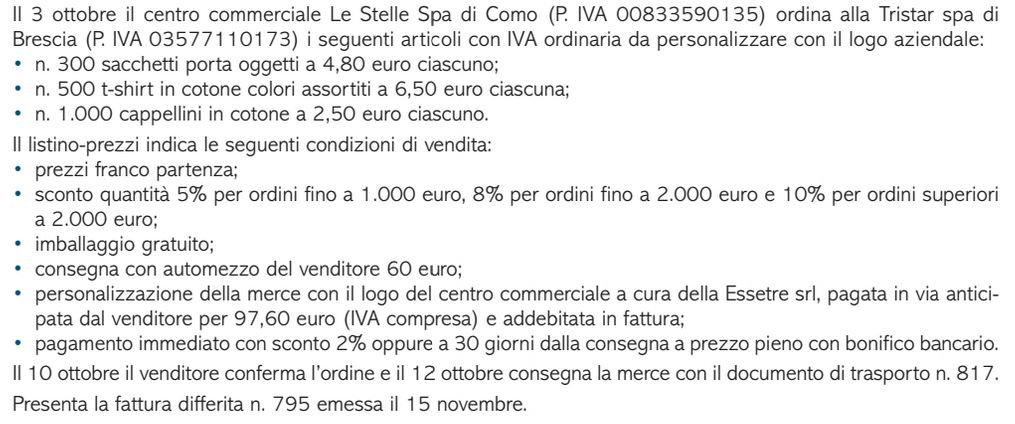 Il 3 ottobre il centro commerciale Le Stelle Spa di Como (P. IVA 00833590135) ordina alla Tristar spa di
Brescia (P. IVA 03577110173) i seguenti articoli con IVA ordinaria da personalizzare con il logo aziendale:
• n. 300 sacchetti porta oggetti a 4,80 euro ciascuno;
• n. 500 t-shirt in cotone colori assortiti a 6,50 euro ciascuna;
• n. 1.000 cappellini in cotone a 2,50 euro ciascuno.
Il listino-prezzi indica le seguenti condizioni di vendita:
• prezzi franco partenza;
• sconto quantità 5% per ordini fino a 1.000 euro, 8% per ordini fino a 2.000 euro e 10% per ordini superiori
a 2.000 euro;
• imballaggio gratuito;
• consegna con automezzo del venditore 60 euro;
• personalizzazione della merce con il logo del centro commerciale a cura della Essetre srl, pagata in via antici-
pata dal venditore per 97,60 euro (IVA compresa) e addebitata in fattura;
• pagamento immediato con sconto 2% oppure a 30 giorni dalla consegna a prezzo pieno con bonifico bancario.
Il 10 ottobre il venditore conferma l'ordine e il 12 ottobre consegna la merce con il documento di trasporto n. 817.
Presenta la fattura differita n. 795 emessa il 15 novembre.